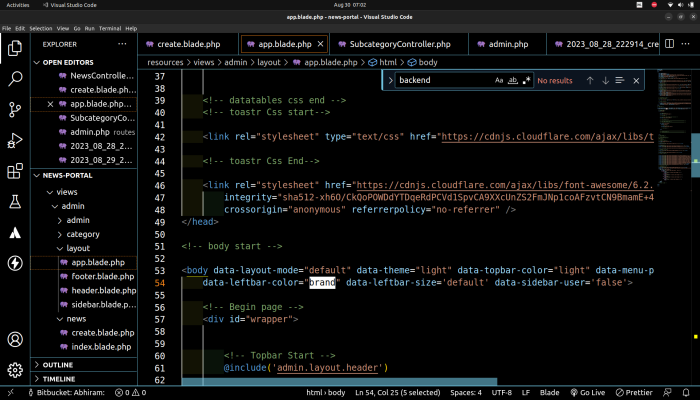 Activities
Visual Studio Code
Aug 30 07:02
app.blade.php - news-portal - Visual Studio Code
File Edit Selection View Go Run Terminal Help
EXPLORER
create.blade.php
app.blade.php
SubcategoryController.php
admin.php
2023_08_28_222914_cre
resources > views > admin > layout > app.blade.php > html > body
OPEN EDITORS
NewsControlle...
create.blade.php...
app.blade.php...
SubcategoryCo...
admin.php routes
2023_08_28_2...
2023_08_29_2...
NEWS-PORTAL
views
admin
admin
category
layout
app.blade.php
footer.blade.php
header.blade.php
sidebar.blade.p...
news
create.blade.php
index.blade.php
OUTLINE
TIMELINE
backend
Aa ab .*
No results
37
38
39 <!-- datatables css end -->
40 <!-- toastr Css start-->
41
42 <link rel="stylesheet" type="text/css" href="https://cdnjs.cloudflare.com/ajax/libs/t
43
44 <!-- toastr Css End-->
45
46 <link rel="stylesheet" href="https://cdnjs.cloudflare.com/ajax/libs/font-awesome/6.2.
47 integrity="sha512-xh6O/CkQoPOWDdYTDqeRdPCVd1SpvCA9XXcUnZS2FmJNp1coAFzvtCN9BmamE+4
48 crossorigin="anonymous" referrerpolicy="no-referrer" />
49 </head>
50
51 <!-- body start -->
52
53 <body data-layout-mode="default" data-theme="light" data-topbar-color="light" data-menu-p
54 data-leftbar-color="brand" data-leftbar-size='default' data-sidebar-user='false'>
55
56 <!-- Begin page -->
57 <div id="wrapper">
58
59
60 <!-- Topbar Start -->
61 @include('admin.layout.header')
62
Bitbucket: Abhiram:
0 0
html > body
Ln 54, Col 25 (5 selected)
Spaces: 4
UTF-8
LF
Blade
Go Live
Prettier